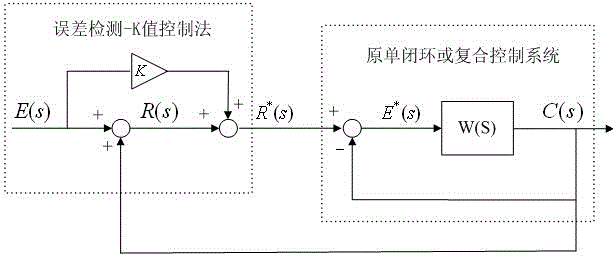 误差检测-K值控制法
原单闭环或复合控制系统
K
E(s)
+
+
R(s)
+
+
R*(s)
+
−
E*(s)
W(S)
C(s)